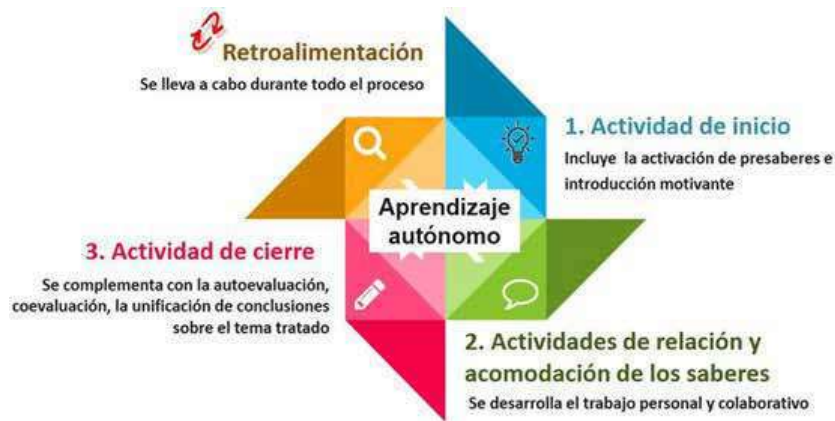 Retroalimentación
Se lleva a cabo durante todo el proceso
1. Actividad de inicio
Incluye la activación de presaberes e
introducción motivante
Aprendizaje
autónomo
3. Actividad de cierre
Se complementa con la autoevaluación,
coevaluación, la unificación de conclusiones
sobre el tema tratado
2. Actividades de relación y
acomodación de los saberes
Se desarrolla el trabajo personal y colaborativo